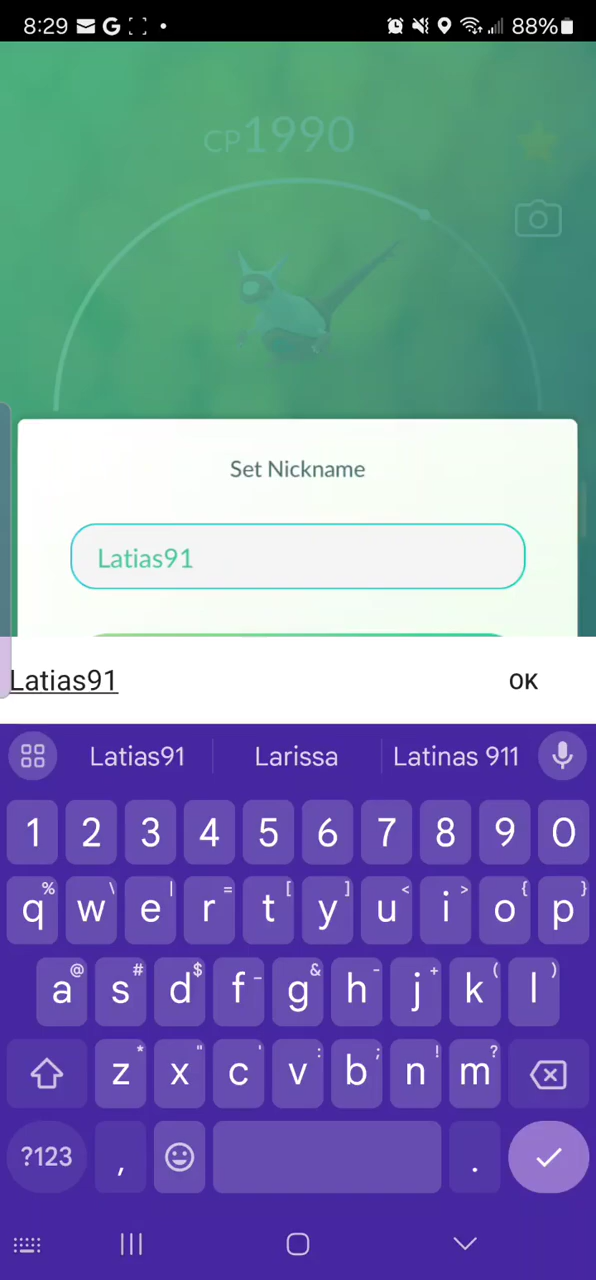 8:29 G 88%
CP1990
Set Nickname
Latias91
Latias91 OK
Latias91 Larissa Latinas 911
1 2 3 4 5 6 7 8 9 0
% \ | = [ ] < > { }
q w e r t y u i o p
@ # $ _ & - + ( )
a s d f g h j k l
* " ' : ; ! ?
z x c v b n m
?123 , .